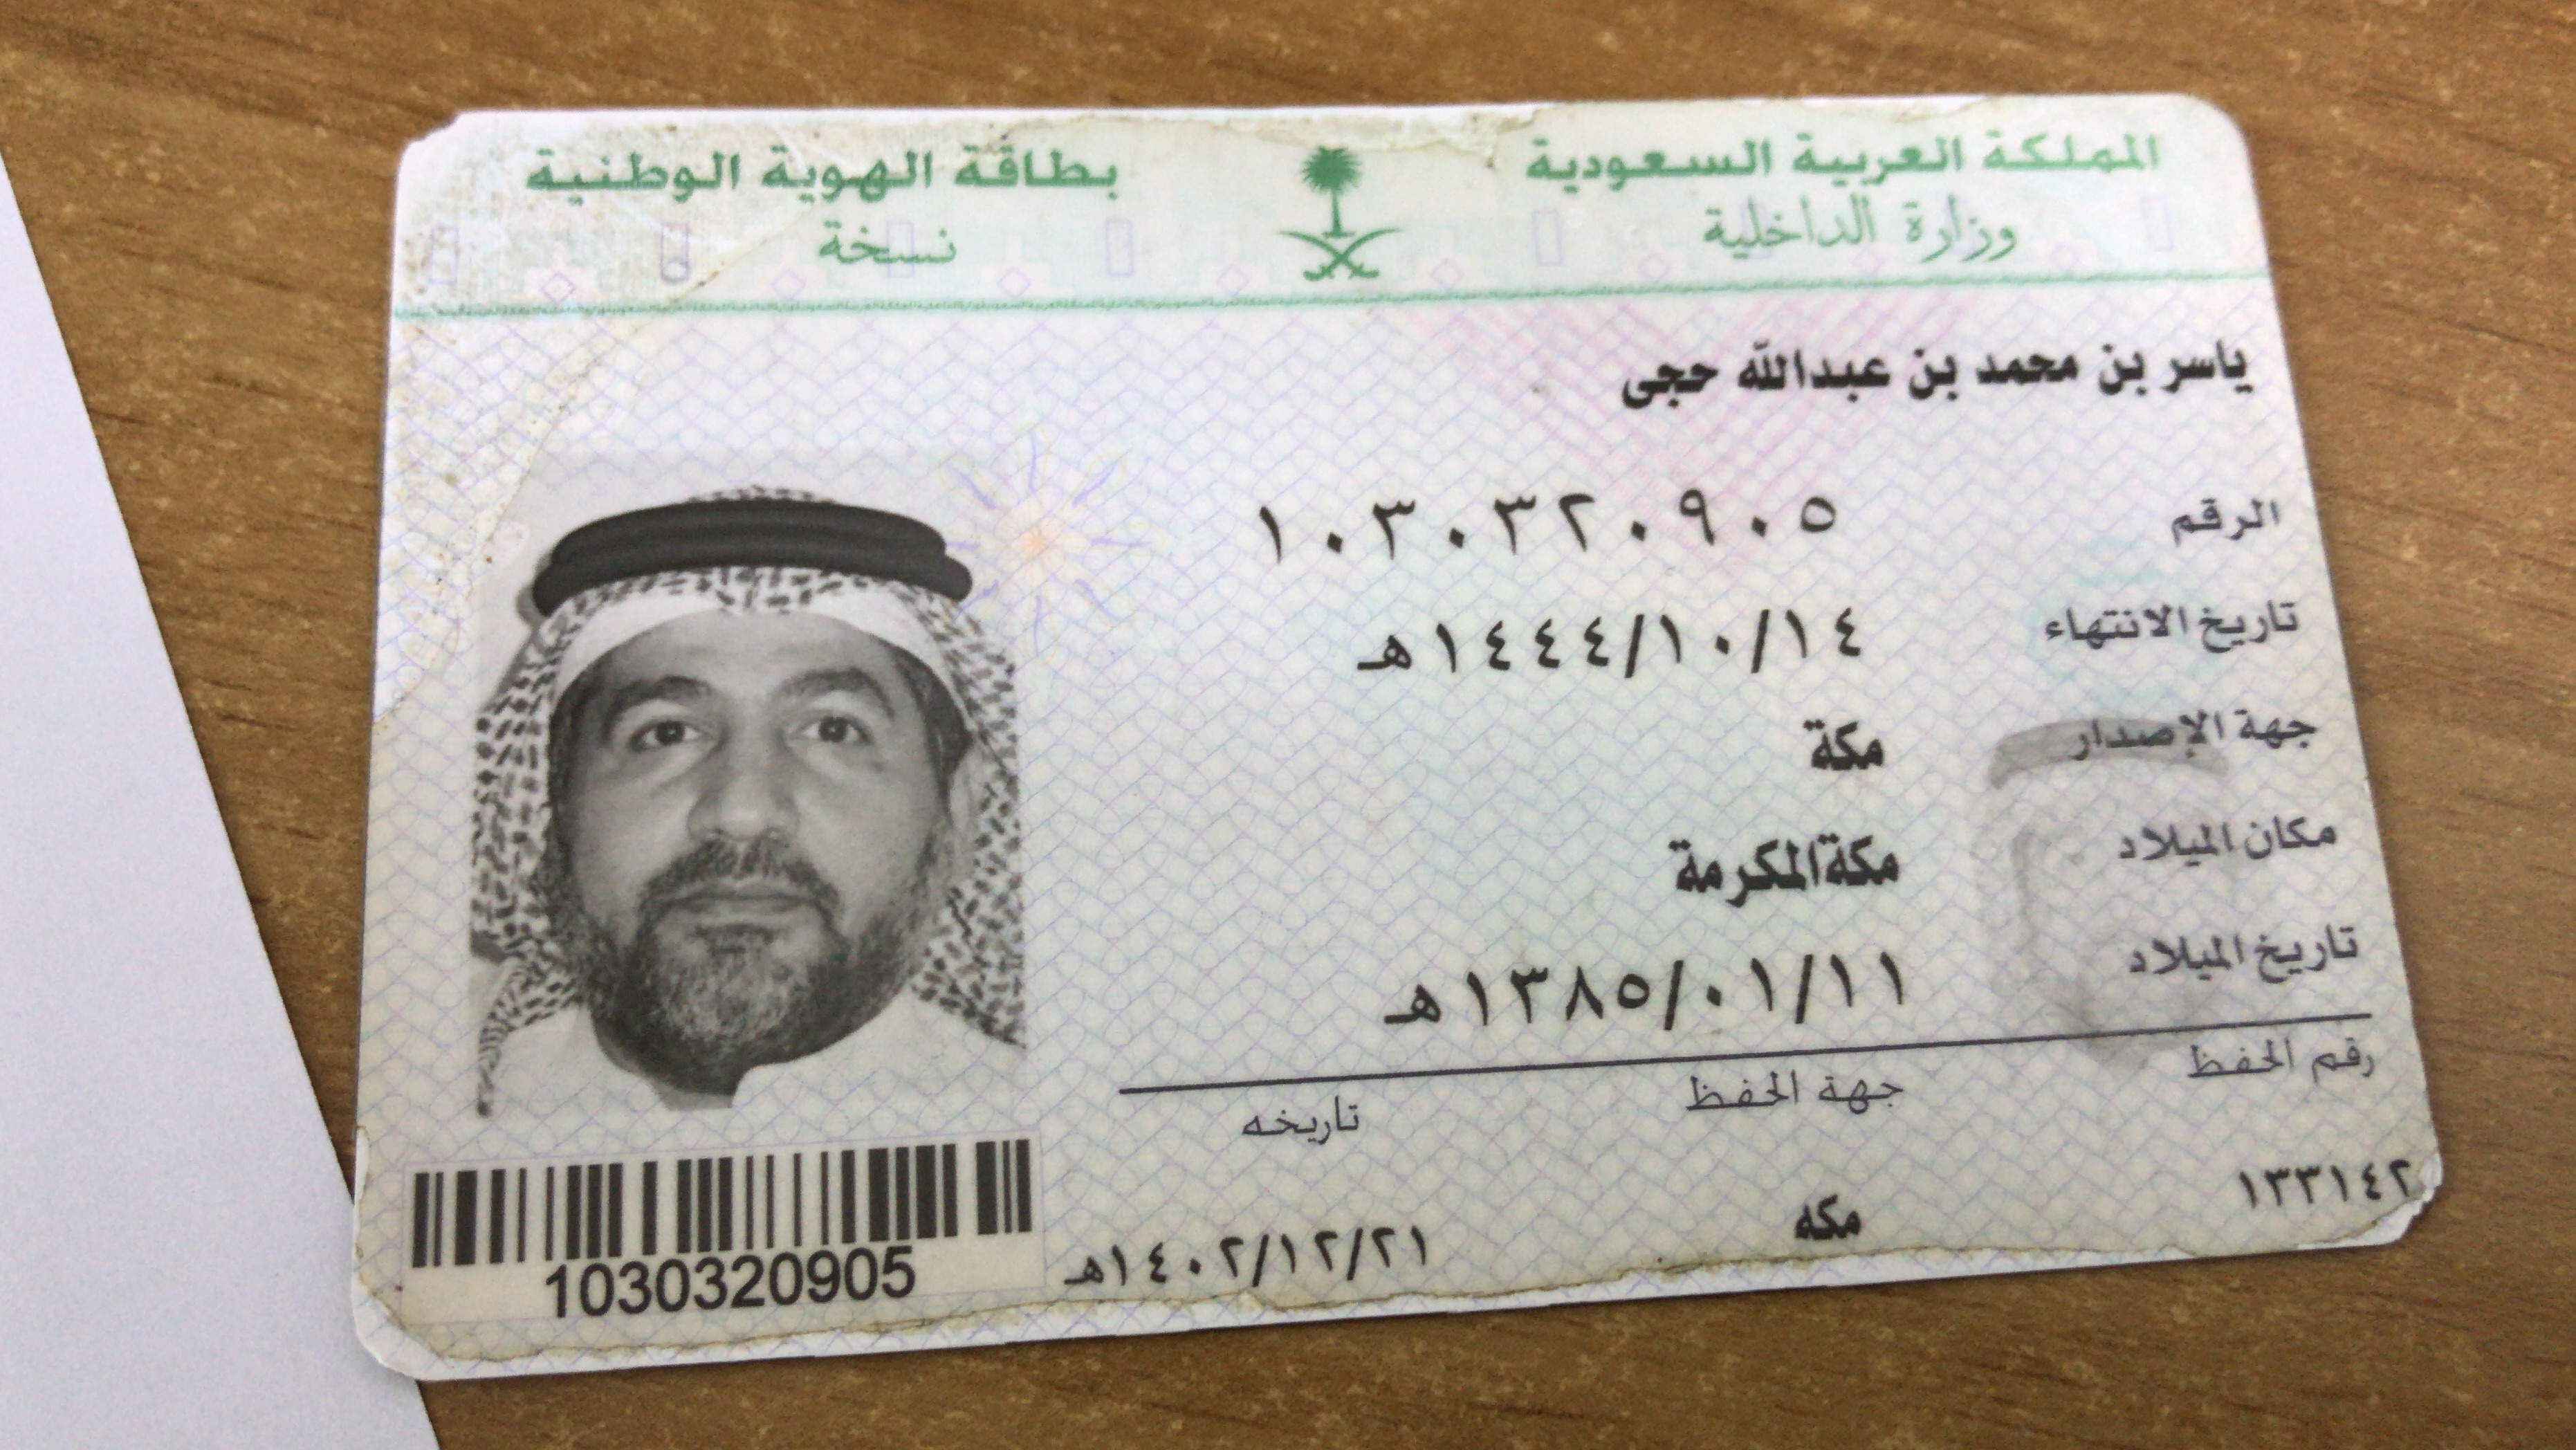 المملكة العربية السعودية
وزارة الداخلية
بطاقة الهوية الوطنية
نسخة
ياسر بن محمد بن عبدالله حجى
الرقم ١٠٣٠٣٢٠٩٠٥
تاريخ الانتهاء ١٤٤٤/١٠/١٤هـ
جهة الإصدار مكة
مكان الميلاد مكةالمكرمة
تاريخ الميلاد ١٣٨٥/٠١/١١هـ
رقم الحفظ جهة الحفظ تاريخه
١٣٣١٤٢ مكه ١٤٠٢/١٢/٢١هـ
1030320905